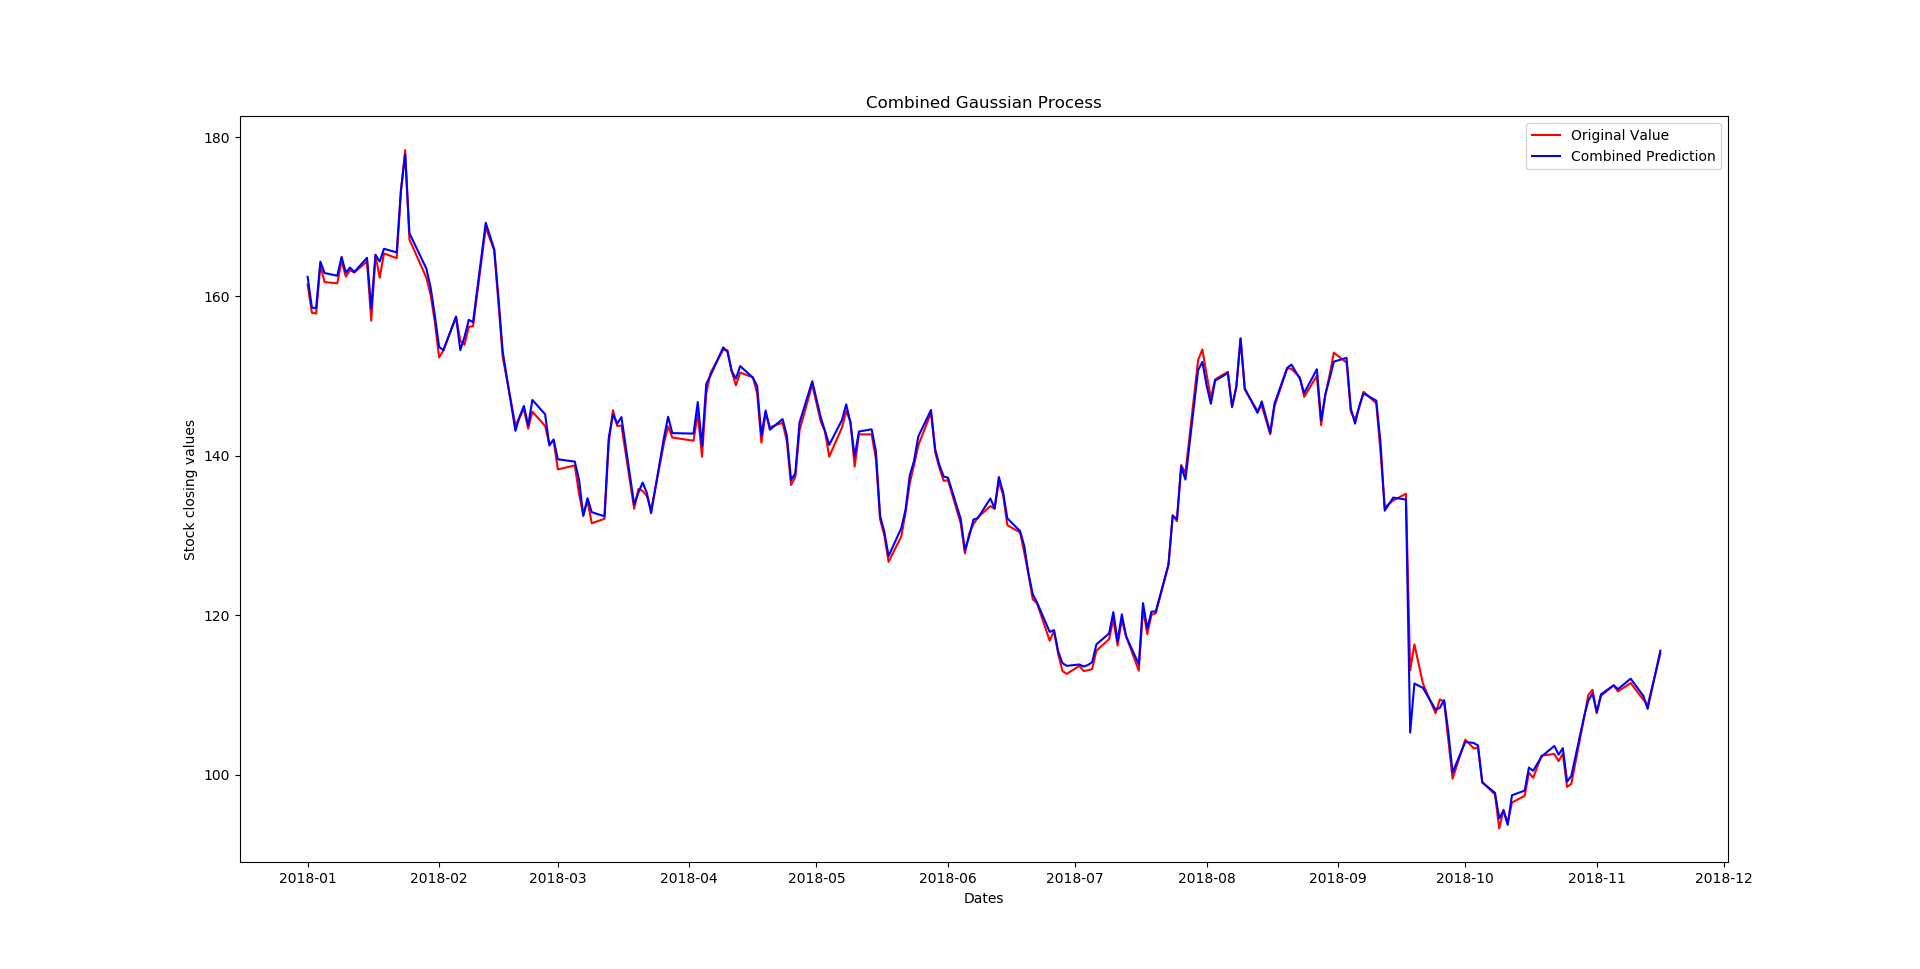 Combined Gaussian Process
Original Value
Combined Prediction
Stock closing values
180
160
140
120
100
2018-01 2018-02 2018-03 2018-04 2018-05 2018-06 2018-07 2018-08 2018-09 2018-10 2018-11 2018-12
Dates